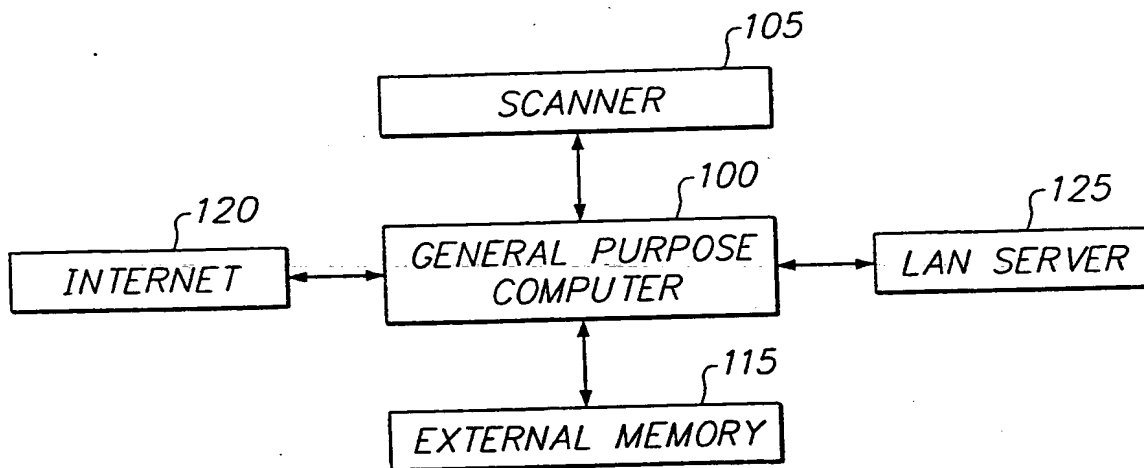 105
SCANNER
100
120
125
GENERAL PURPOSE
COMPUTER
INTERNET
LAN SERVER
115
EXTERNAL MEMORY